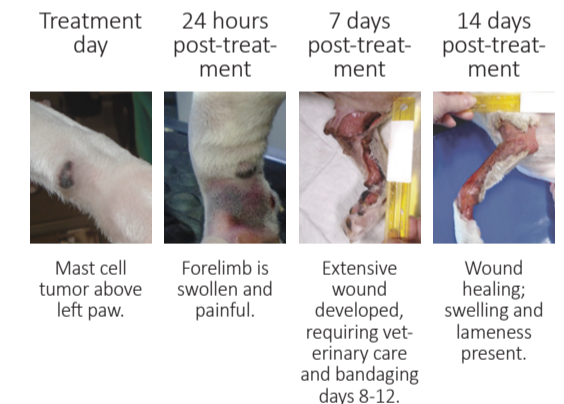 Treatment
day
24 hours
post-treat-
ment
7 days
post-treat-
ment
14 days
post-treat-
ment
Mast cell
tumor above
left paw.
Forelimb is
swollen and
painful.
Extensive
wound
developed,
requiring vet-
erinary care
and bandaging
days 8-12.
Wound
healing;
swelling and
lameness
present.